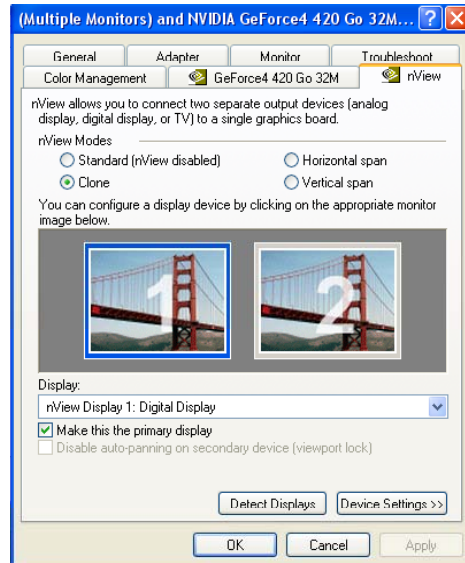 (Multiple Monitors) and NVIDIA GeForce4 420 Go 32M... ?
General Adapter Monitor Troubleshoot
Color Management GeForce4 420 Go 32M nView
nView allows you to connect two separate output devices (analog
display, digital display, or TV) to a single graphics board.
nView Modes
Standard (nView disabled) Horizontal span
Clone Vertical span
You can configure a display device by clicking on the appropriate monitor
image below.
1 2
Display:
nView Display 1: Digital Display
Make this the primary display
Disable auto-panning on secondary device (viewport lock)
Detect Displays Device Settings >>
OK Cancel Apply